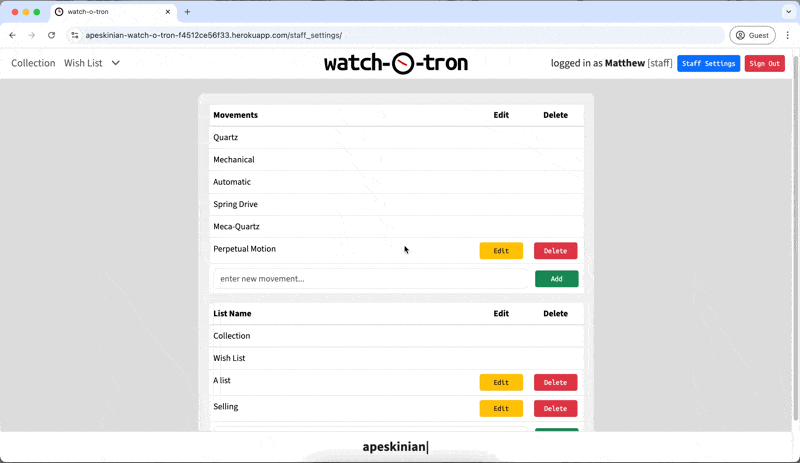 watch-o-tron
apeskinian-watch-o-tron-f4512ce56f33.herokuapp.com/staff_settings/
Guest
Collection Wish List watch-O-tron logged in as Matthew [staff] Staff Settings Sign Out
Movements Edit Delete
Quartz
Mechanical
Automatic
Spring Drive
Meca-Quartz
Perpetual Motion Edit Delete
enter new movement... Add
List Name Edit Delete
Collection
Wish List
A list Edit Delete
Selling Edit Delete
apeskinian|